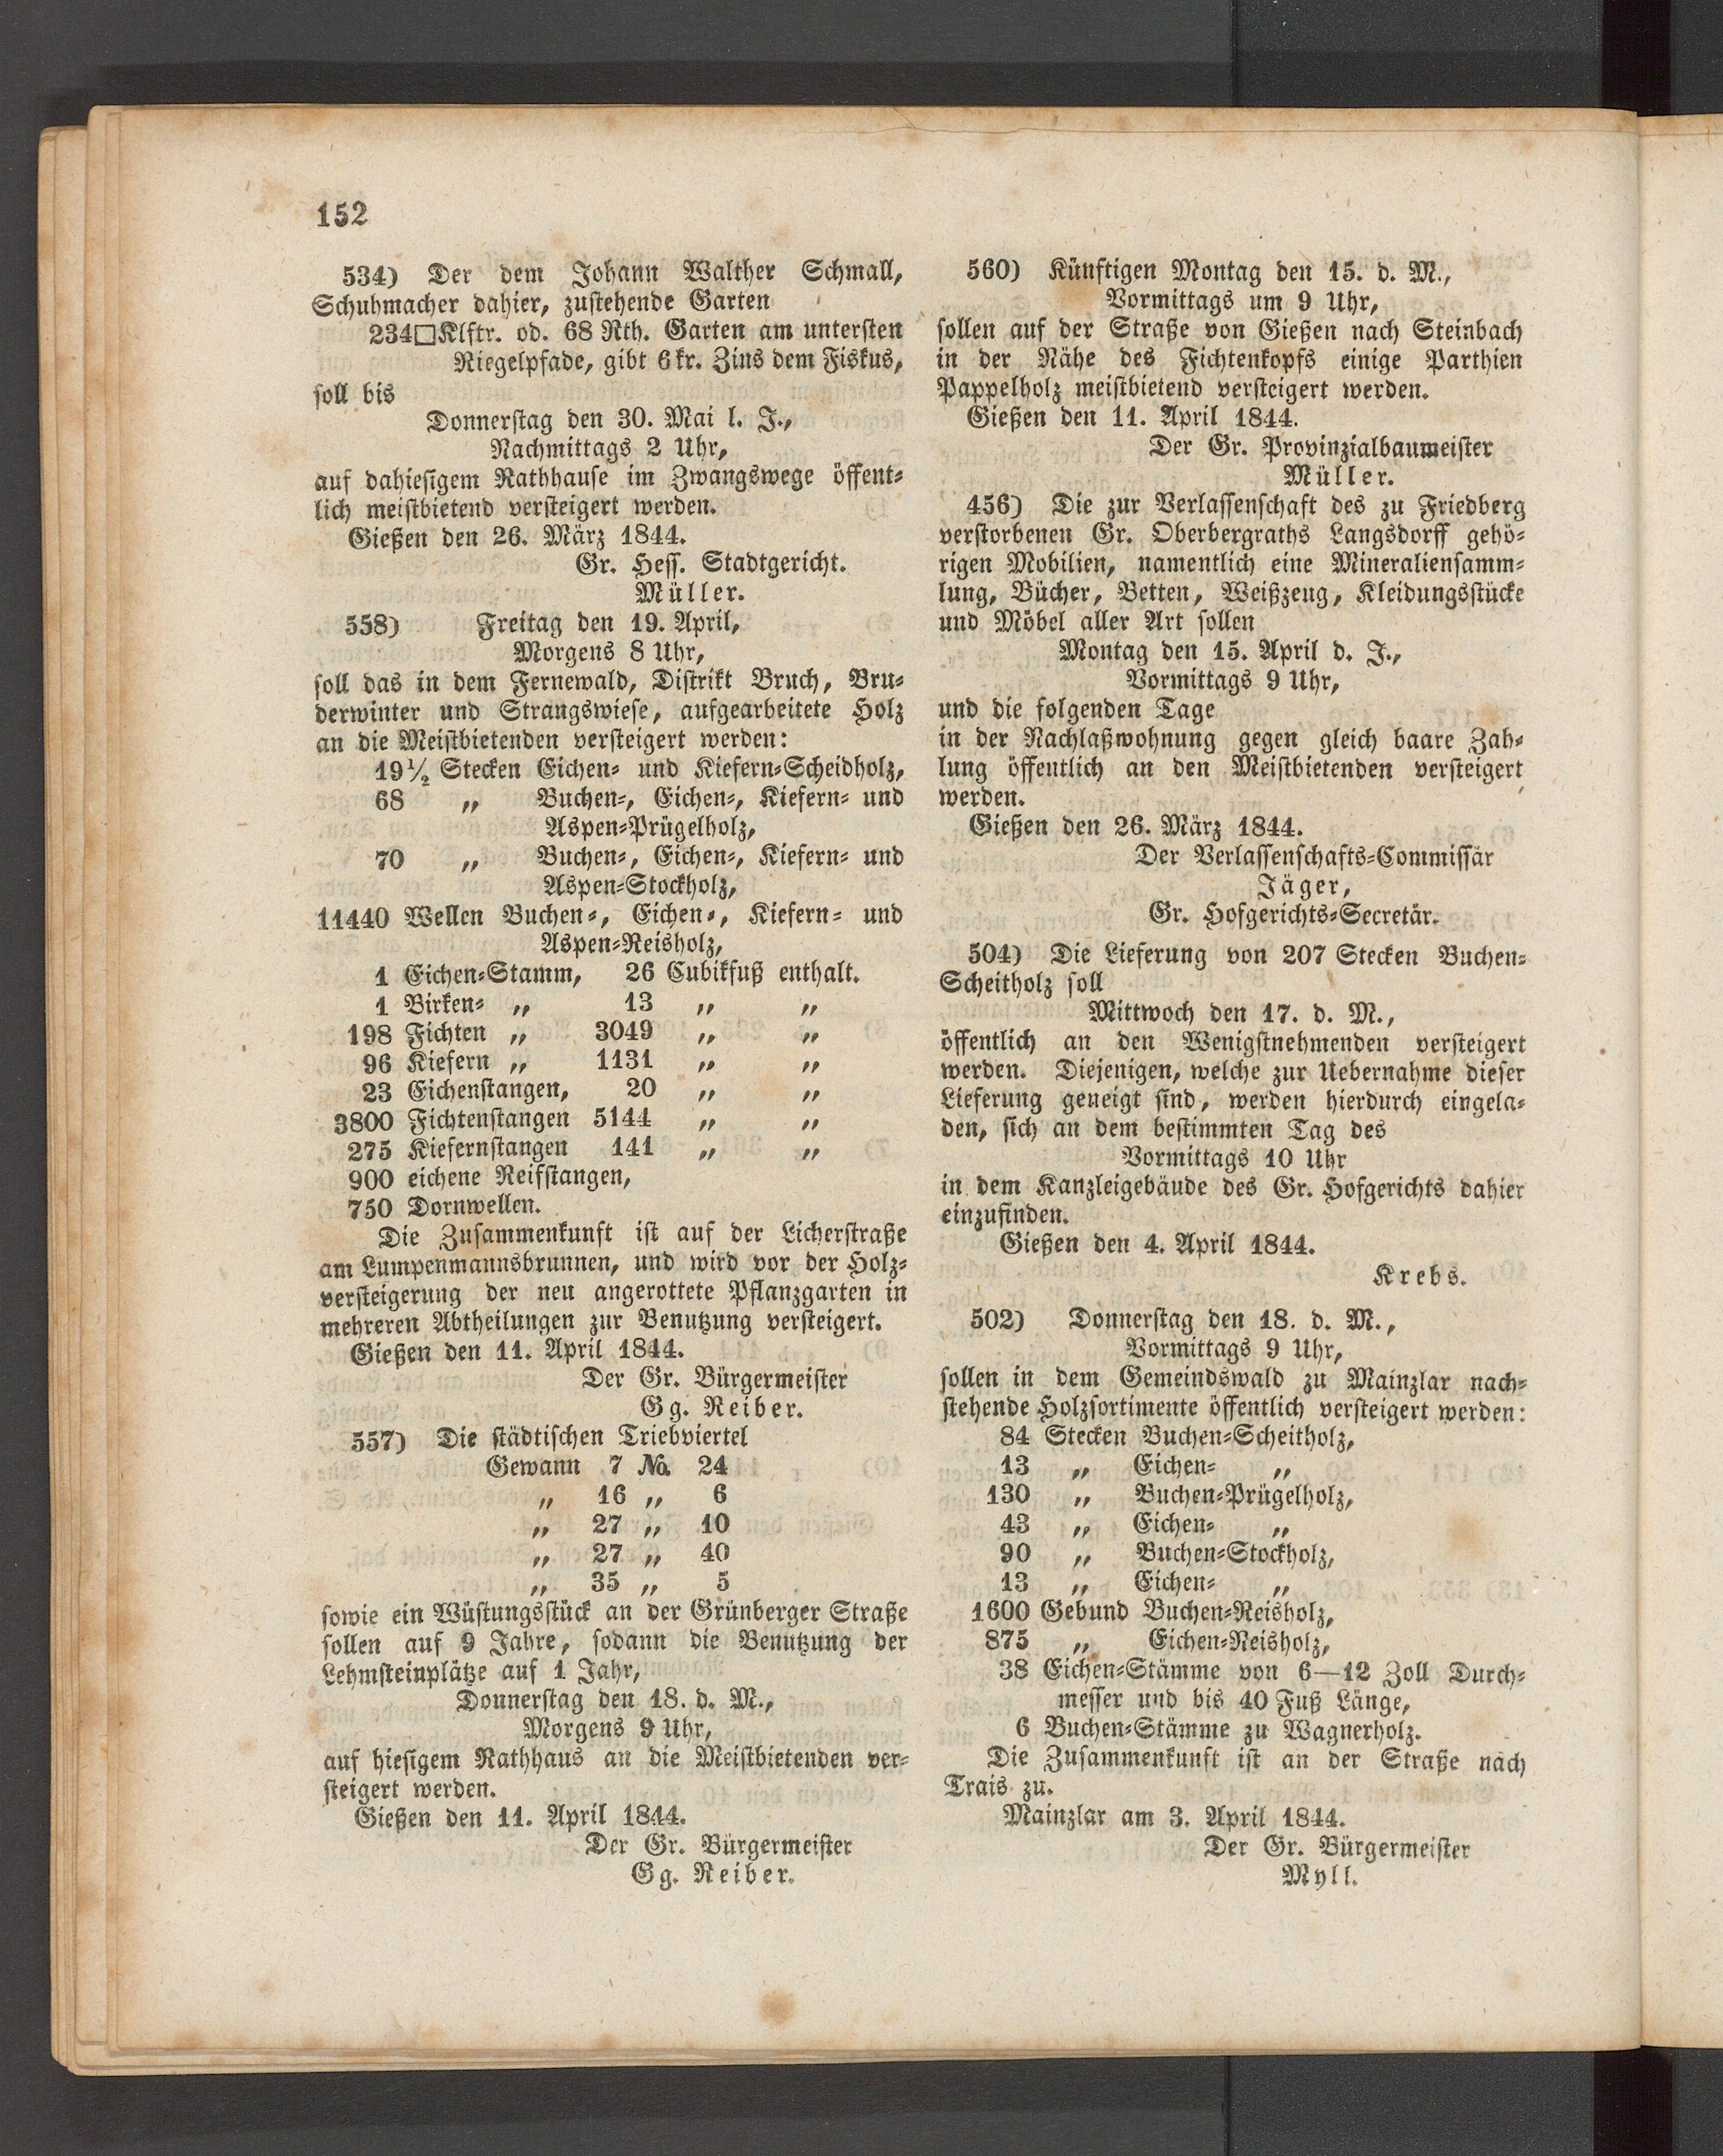 152
534) Der dem Johann Walther Schmall,
Schuhmacher dahier, zustehende Garten
234□Klftr. od. 68 Rth. Garten am untersten
Riegelpfade, gibt 6 kr. Zins dem Fiskus,
soll bis
Donnerstag den 30. Mai l. J.,
Nachmittags 2 Uhr,
auf dahiesigem Rathhause im Zwangswege öffent-
lich meistbietend versteigert werden.
Gießen den 26. März 1844.
Gr. Hess. Stadtgericht.
Müller.
558) Freitag den 19. April,
Morgens 8 Uhr,
soll das in dem Fernewald, Distrikt Bruch, Bru-
derwinter und Strangswiese, aufgearbeitete Holz
an die Meistbietenden versteigert werden:
19½ Stecken Eichen- und Kiefern-Scheidholz,
68 „ Buchen-, Eichen-, Kiefern- und
Aspen-Prügelholz,
70 „ Buchen-, Eichen-, Kiefern- und
Aspen-Stockholz,
11440 Wellen Buchen-, Eichen-, Kiefern- und
Aspen-Reisholz,
1 Eichen-Stamm, 26 Cubikfuß enthalt.
1 Birken- „ 13 „ „
198 Fichten „ 3049 „ „
96 Kiefern „ 1131 „ „
23 Eichenstangen, 20 „ „
3800 Fichtenstangen 5144 „ „
275 Kiefernstangen 141 „ „
900 eichene Reifstangen,
750 Dornwellen.
Die Zusammenkunft ist auf der Licherstraße
am Lumpenmannsbrunnen, und wird vor der Holz-
versteigerung der neu angerottete Pflanzgarten in
mehreren Abtheilungen zur Benutzung versteigert.
Gießen den 11. April 1844.
Der Gr. Bürgermeister
Gg. Reiber.
557) Die städtischen Triebviertel
Gewann 7 No. 24
„ 16 „ 6
„ 27 „ 10
„ 27 „ 40
„ 35 „ 5
sowie ein Wüstungsstück an der Grünberger Straße
sollen auf 9 Jahre, sodann die Benutzung der
Lehmsteinplätze auf 1 Jahr,
Donnerstag den 18. d. M.,
Morgens 9 Uhr,
auf hiesigem Rathhaus an die Meistbietenden ver-
steigert werden.
Gießen den 11. April 1844.
Der Gr. Bürgermeister
Gg. Reiber.
560) Künftigen Montag den 15. d. M.,
Vormittags um 9 Uhr,
sollen auf der Straße von Gießen nach Steinbach
in der Nähe des Fichtenkopfs einige Parthien
Pappelholz meistbietend versteigert werden.
Gießen den 11. April 1844.
Der Gr. Provinzialbaumeister
Müller.
456) Die zur Verlassenschaft des zu Friedberg
verstorbenen Gr. Oberbergraths Langsdorff gehö-
rigen Mobilien, namentlich eine Mineraliensamm-
lung, Bücher, Betten, Weißzeug, Kleidungsstücke
und Möbel aller Art sollen
Montag den 15. April d. J.,
Vormittags 9 Uhr,
und die folgenden Tage
in der Nachlaßwohnung gegen gleich baare Zah-
lung öffentlich an den Meistbietenden versteigert
werden.
Gießen den 26. März 1844.
Der Verlassenschafts-Commissär
Jäger,
Gr. Hofgerichts-Secretär.
504) Die Lieferung von 207 Stecken Buchen-
Scheitholz soll
Mittwoch den 17. d. M.,
öffentlich an den Wenigstnehmenden versteigert
werden. Diejenigen, welche zur Uebernahme dieser
Lieferung geneigt sind, werden hierdurch eingela-
den, sich an dem bestimmten Tag des
Vormittags 10 Uhr
in dem Kanzleigebäude des Gr. Hofgerichts dahier
einzufinden.
Gießen den 4. April 1844.
Krebs.
502) Donnerstag den 18. d. M.,
Vormittags 9 Uhr,
sollen in dem Gemeindswald zu Mainzlar nach-
stehende Holzsortimente öffentlich versteigert werden:
84 Stecken Buchen-Scheitholz,
13 „ Eichen- „
130 „ Buchen-Prügelholz,
43 „ Eichen- „
90 „ Buchen-Stockholz,
13 „ Eichen- „
1600 Gebund Buchen-Reisholz,
875 „ Eichen-Reisholz,
38 Eichen-Stämme von 6—12 Zoll Durch-
messer und bis 40 Fuß Länge,
6 Buchen-Stämme zu Wagnerholz.
Die Zusammenkunft ist an der Straße nach
Trais zu.
Mainzlar am 3. April 1844.
Der Gr. Bürgermeister
Myll.